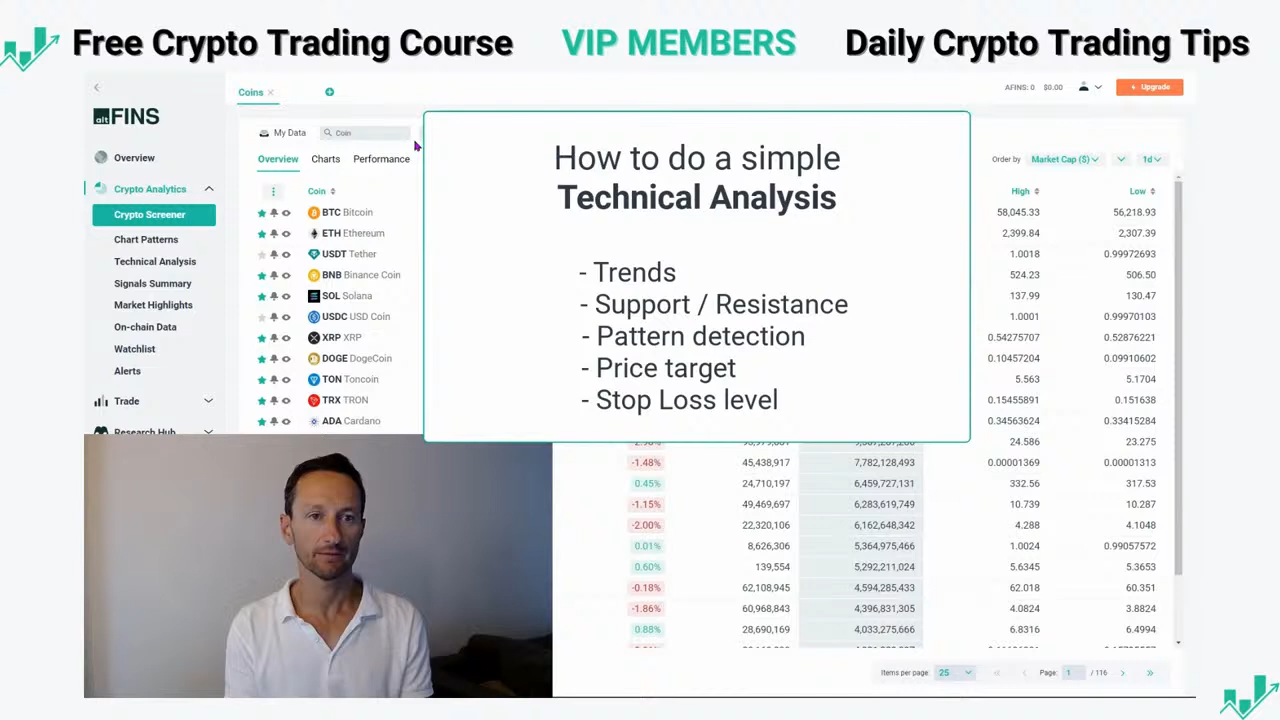 Free Crypto Trading Course VIP MEMBERS Daily Crypto Trading Tips
Coins
AFINS: 0 $0.00 Upgrade
altFINS
My Data Coin
How to do a simple
Technical Analysis
- Trends
- Support / Resistance
- Pattern detection
- Price target
- Stop Loss level
Overview
Crypto Analytics
Crypto Screener
Chart Patterns
Technical Analysis
Signals Summary
Market Highlights
On-chain Data
Watchlist
Alerts
Trade
Research Hub
Overview Charts Performance
Order by Market Cap ($) 1d
Coin High Low
BTC Bitcoin 58,045.33 56,218.93
ETH Ethereum 2,399.84 2,307.39
USDT Tether 1.0018 0.99972693
BNB Binance Coin 524.23 506.50
SOL Solana 137.99 130.47
USDC USD Coin 1.0001 0.99970103
XRP XRP 0.54275707 0.52876221
DOGE DogeCoin 0.10457204 0.09910602
TON Toncoin 5.563 5.1704
TRX TRON 0.15455891 0.151638
ADA Cardano 0.34563624 0.33415284
24.586 23.275
-1.48% 45,438,917 7,782,128,493 0.00001369 0.00001313
0.45% 24,710,197 6,459,727,131 332.56 317.53
-1.15% 49,469,697 6,283,619,749 10.739 10.287
-2.00% 22,320,106 6,162,648,342 4.288 4.1048
0.01% 8,626,306 5,364,975,466 1.0024 0.99057572
0.60% 139,554 5,292,211,024 5.6345 5.3653
-0.18% 62,108,945 4,594,285,433 62.018 60.351
-1.86% 60,968,843 4,396,831,305 4.0824 3.8824
0.88% 28,690,169 4,033,275,666 6.8316 6.4994
Items per page: 25 Page: 1 / 116